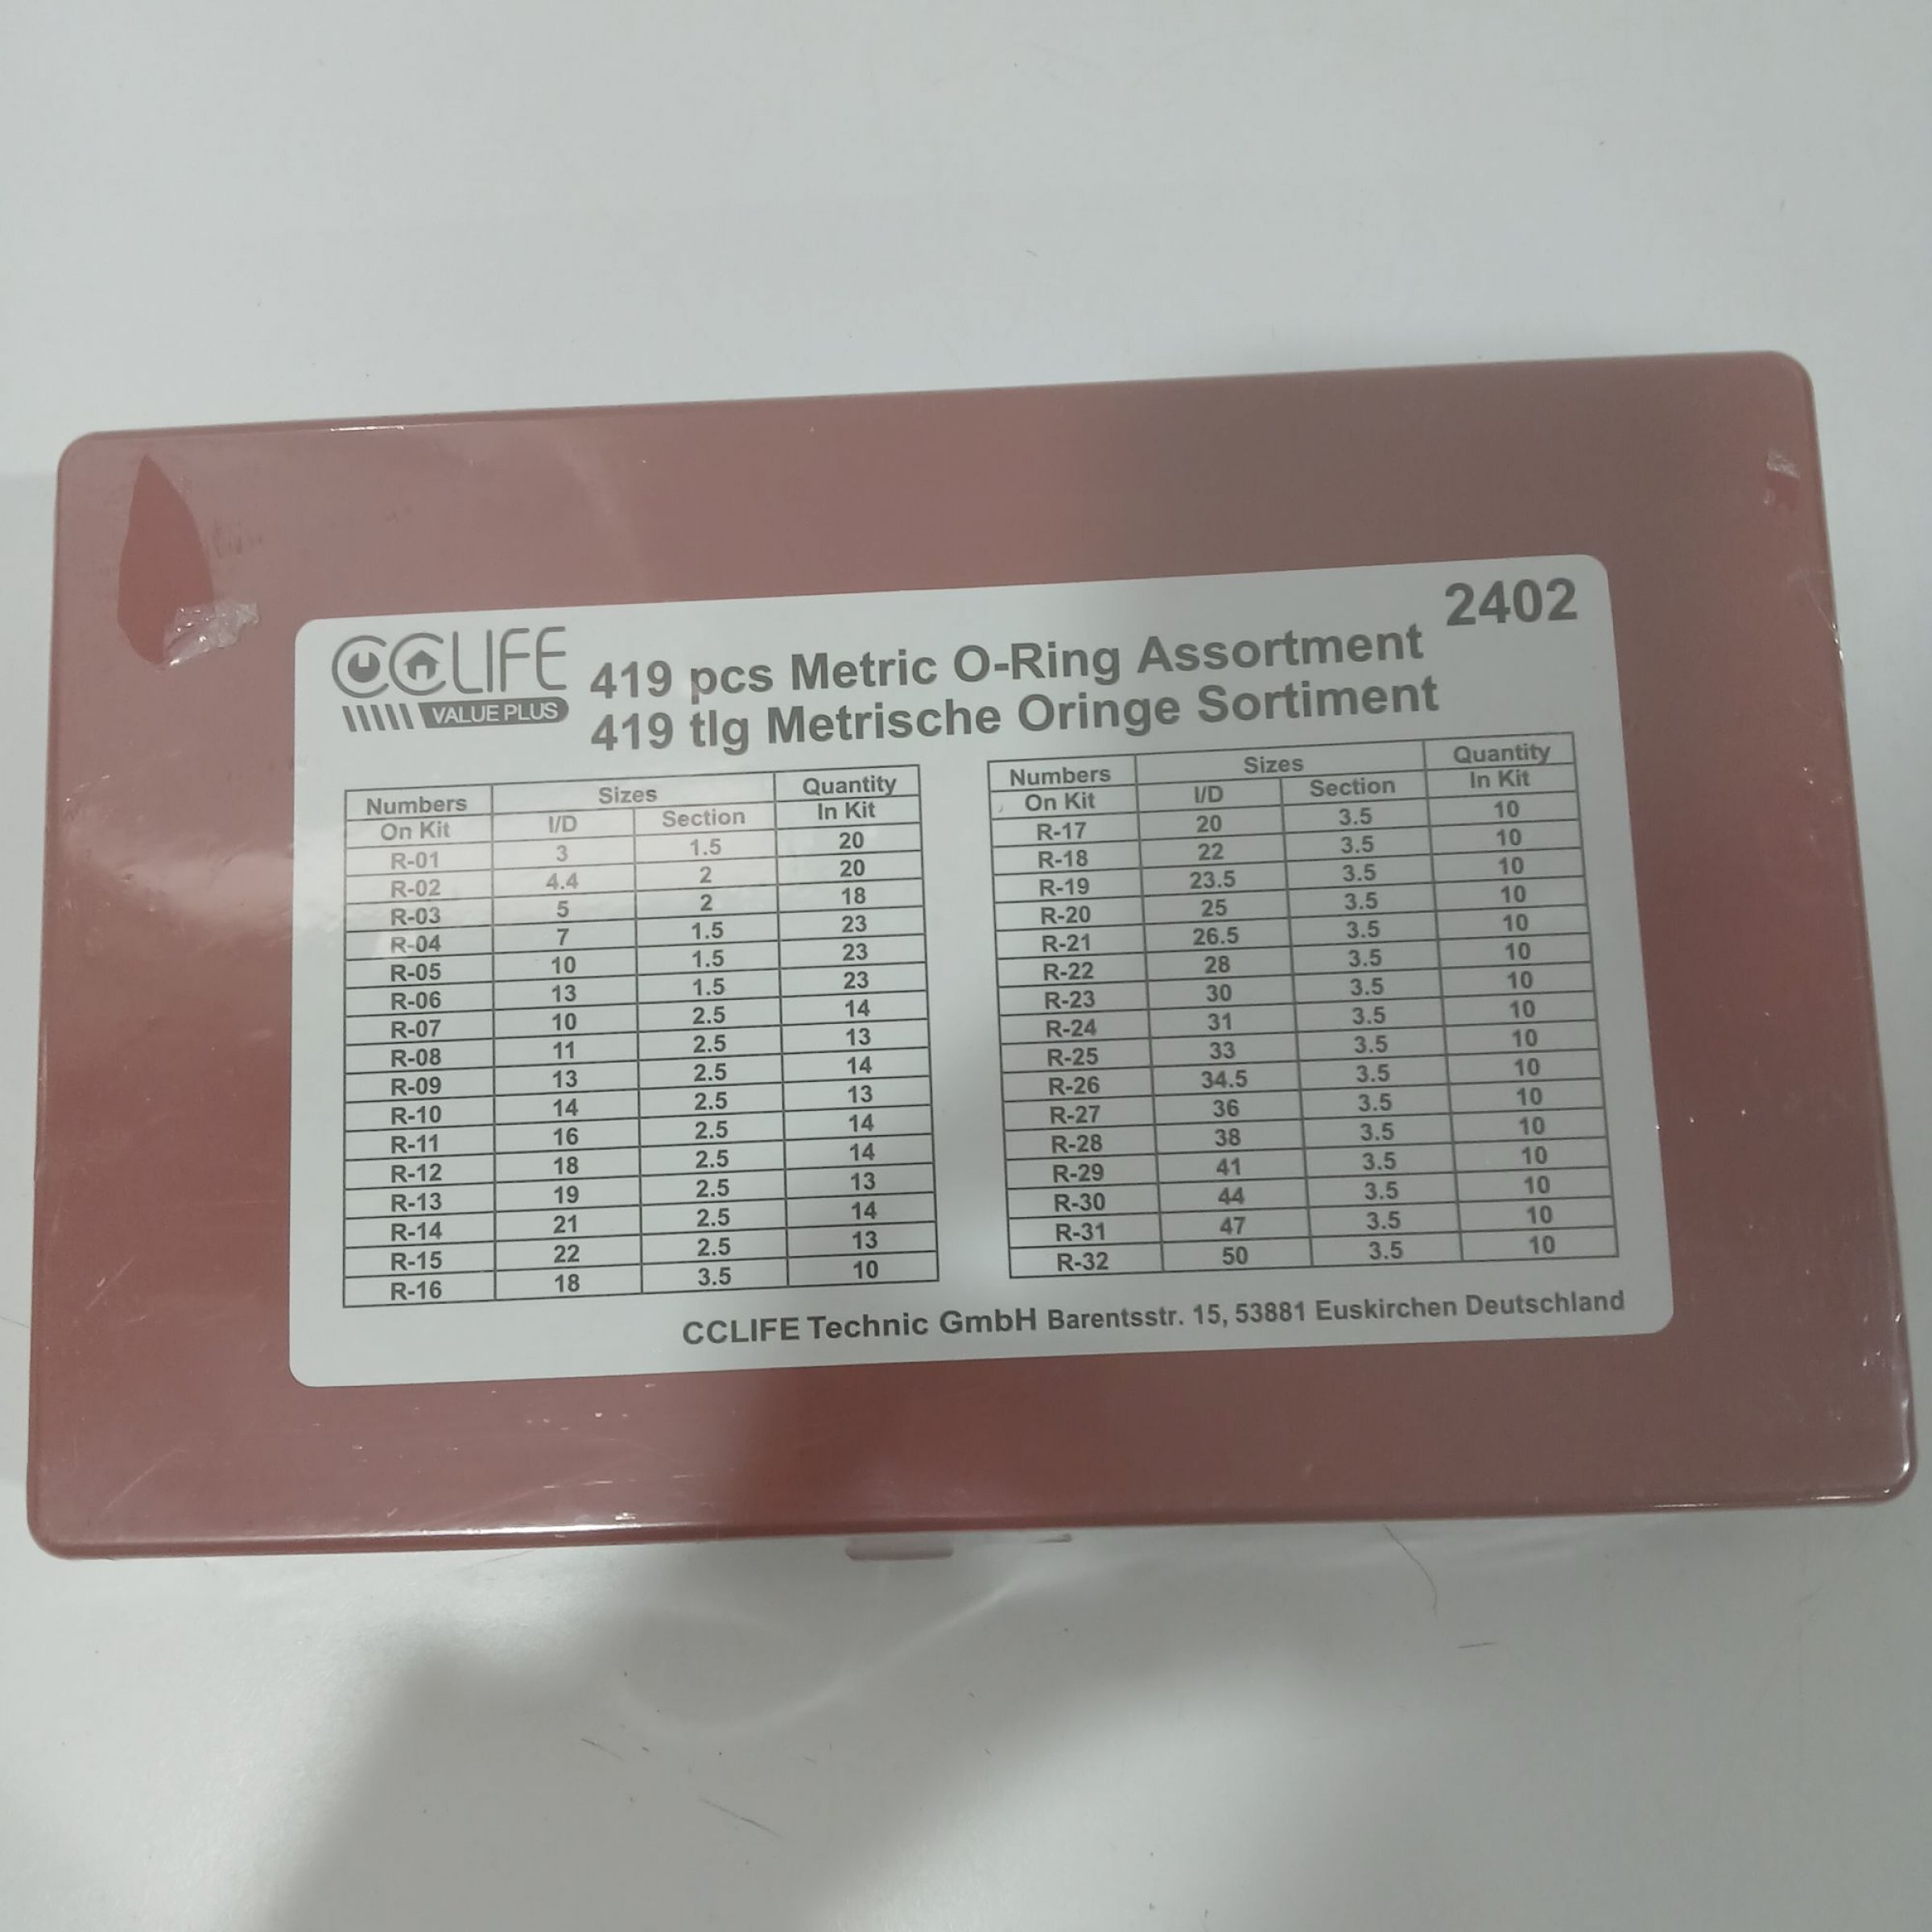 CCLIFE
VALUE PLUS
2402
419 pcs Metric O-Ring Assortment
419 tlg Metrische Oringe Sortiment
Numbers On Kit Sizes Quantity In Kit
I/D Section
R-01 3 1.5 20
R-02 4.4 2 20
R-03 5 2 18
R-04 7 1.5 23
R-05 10 1.5 23
R-06 13 1.5 23
R-07 10 2.5 14
R-08 11 2.5 13
R-09 13 2.5 14
R-10 14 2.5 13
R-11 16 2.5 14
R-12 18 2.5 14
R-13 19 2.5 13
R-14 21 2.5 14
R-15 22 2.5 13
R-16 18 3.5 10
Numbers On Kit Sizes Quantity In Kit
I/D Section
R-17 20 3.5 10
R-18 22 3.5 10
R-19 23.5 3.5 10
R-20 25 3.5 10
R-21 26.5 3.5 10
R-22 28 3.5 10
R-23 30 3.5 10
R-24 31 3.5 10
R-25 33 3.5 10
R-26 34.5 3.5 10
R-27 36 3.5 10
R-28 38 3.5 10
R-29 41 3.5 10
R-30 44 3.5 10
R-31 47 3.5 10
R-32 50 3.5 10
CCLIFE Technic GmbH Barentsstr. 15, 53881 Euskirchen Deutschland